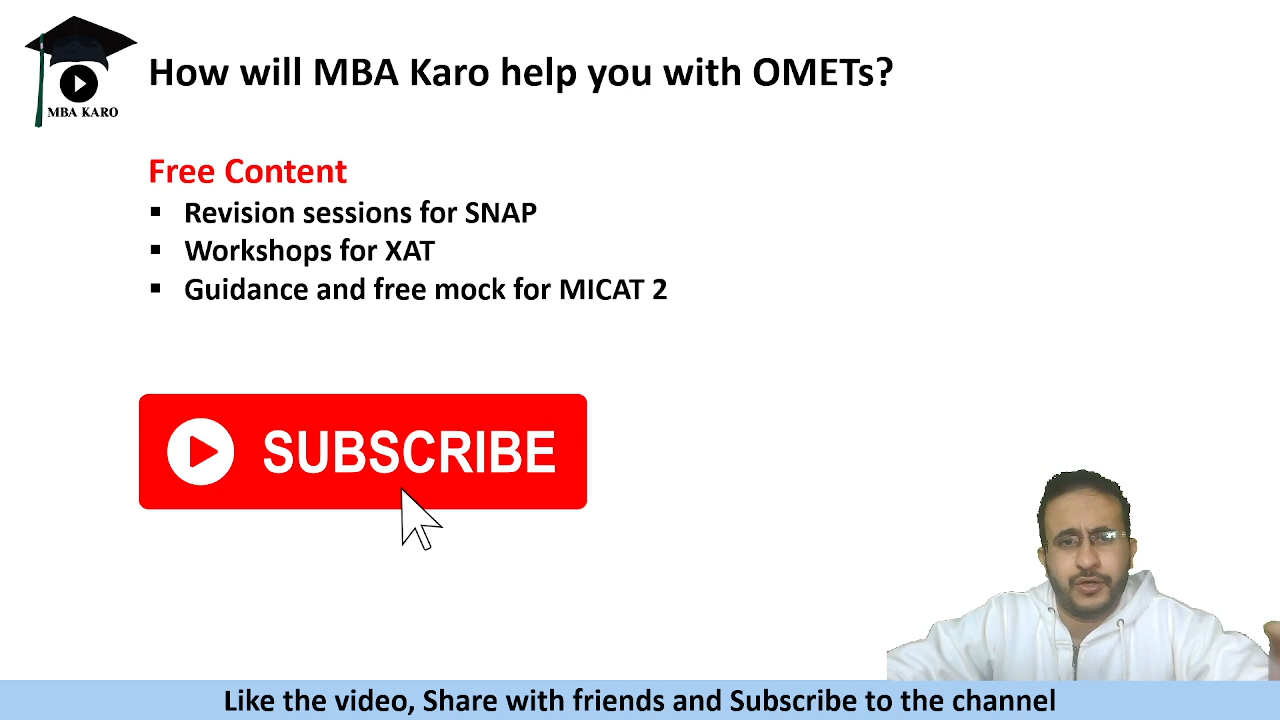 How will MBA Karo help you with OMETs?
MBA KARO
Free Content
▪ Revision sessions for SNAP
▪ Workshops for XAT
▪ Guidance and free mock for MICAT 2
SUBSCRIBE
Like the video, Share with friends and Subscribe to the channel